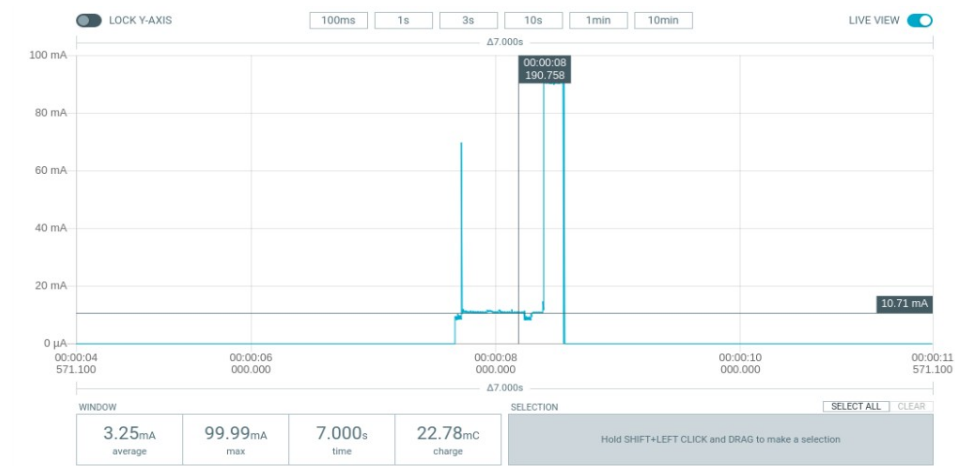 LOCK Y-AXIS
100ms 1s 3s 10s 1min 10min
LIVE VIEW
Δ7.000s
100 mA
80 mA
60 mA
40 mA
20 mA
0 µA
00:00:08
190.758
10.71 mA
00:00:04
571.100
00:00:06
000.000
00:00:08
000.000
00:00:10
000.000
00:00:11
571.100
Δ7.000s
WINDOW
3.25mA
average
99.99mA
max
7.000s
time
22.78mC
charge
SELECTION
SELECT ALL CLEAR
Hold SHIFT+LEFT CLICK and DRAG to make a selection